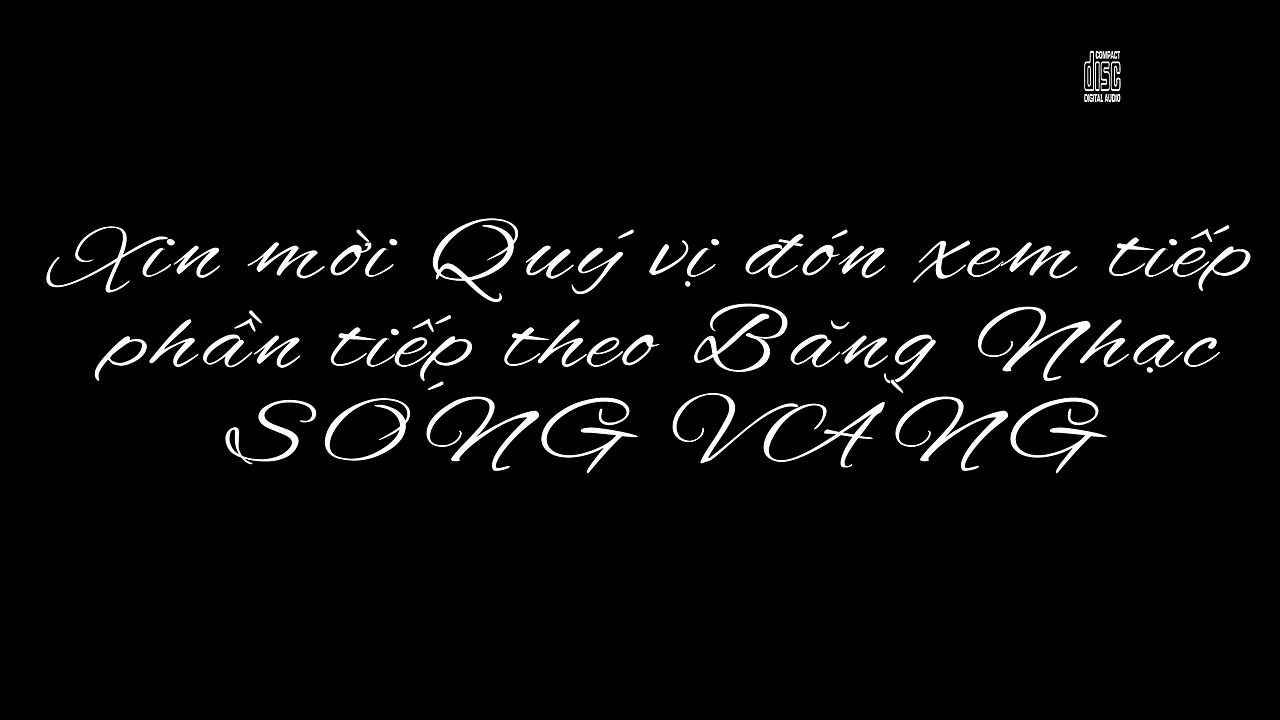 COMPACT
disc
DIGITAL AUDIO
Xin mời Quý vị đón xem tiếp
phần tiếp theo Băng Nhạc
SÓNG VÀNG